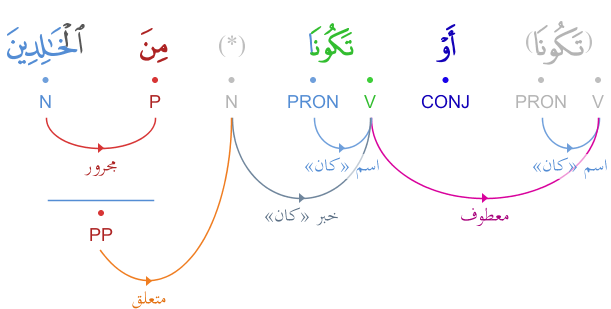 (تَكُونَا) أَوْ تَكُونَا (*) مِنَ ٱلْخَٰلِدِينَ
V PRON CONJ V PRON N P N
اسم «كان» اسم «كان» مجرور
معطوف خبر «كان»
PP
متعلق